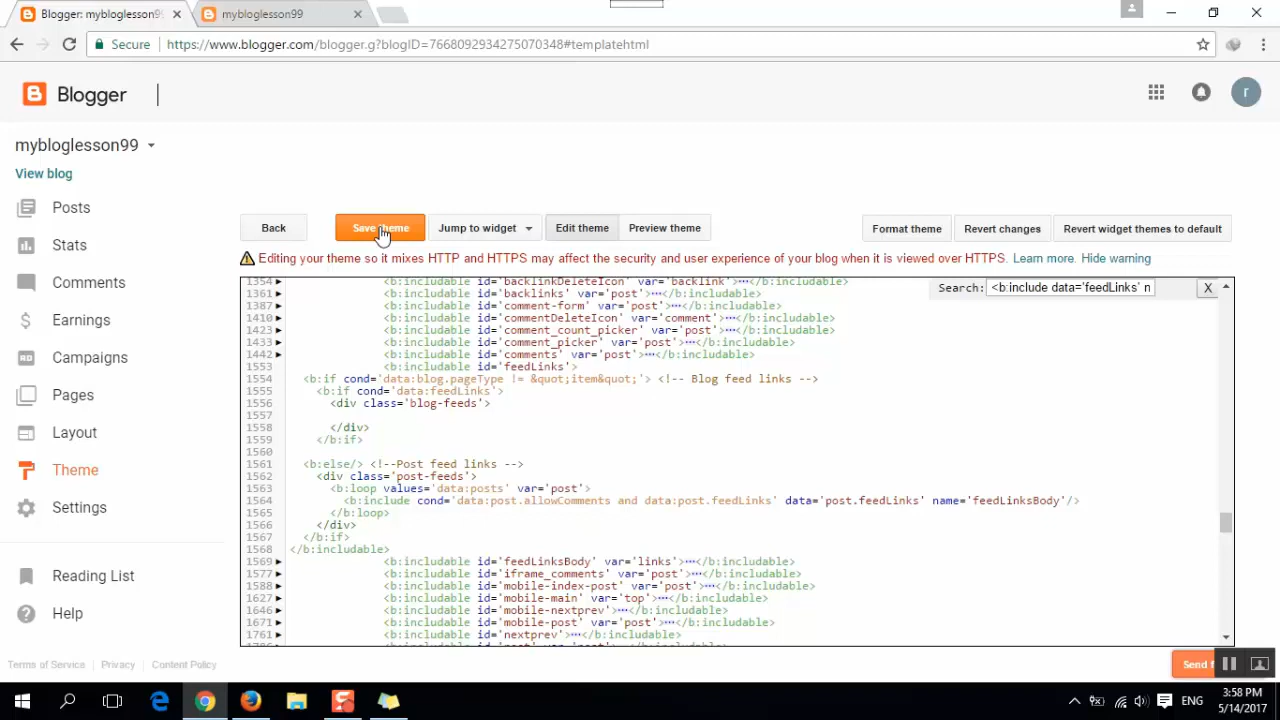 Blogger: mybloglesson99
mybloglesson99
Secure
https://www.blogger.com/blogger.g?blogID=7668092934275070348#templatehtml
Blogger
r
mybloglesson99
View blog
Posts
Stats
Comments
Earnings
Campaigns
Pages
Layout
Theme
Settings
Reading List
Help
Terms of Service
Privacy
Content Policy
Back
Save theme
Jump to widget
Edit theme
Preview theme
Format theme
Revert changes
Revert widget themes to default
Editing your theme so it mixes HTTP and HTTPS may affect the security and user experience of your blog when it is viewed over HTTPS. Learn more. Hide warning
Search: <b:include data='feedLinks' n X
1354 <b:includable id='backlinkDeleteIcon' var='backlink'>⋯</b:includable>
1361 <b:includable id='backlinks' var='post'>⋯</b:includable>
1387 <b:includable id='comment-form' var='post'>⋯</b:includable>
1410 <b:includable id='commentDeleteIcon' var='comment'>⋯</b:includable>
1423 <b:includable id='comment_count_picker' var='post'>⋯</b:includable>
1433 <b:includable id='comment_picker' var='post'>⋯</b:includable>
1442 <b:includable id='comments' var='post'>⋯</b:includable>
1553 <b:includable id='feedLinks'>
1554 <b:if cond='data:blog.pageType != &quot;item&quot;'> <!-- Blog feed links -->
1555 <b:if cond='data:feedLinks'>
1556 <div class='blog-feeds'>
1557
1558 </div>
1559 </b:if>
1560
1561 <b:else/> <!--Post feed links -->
1562 <div class='post-feeds'>
1563 <b:loop values='data:posts' var='post'>
1564 <b:include cond='data:post.allowComments and data:post.feedLinks' data='post.feedLinks' name='feedLinksBody'/>
1565 </b:loop>
1566 </div>
1567 </b:if>
1568 </b:includable>
1569 <b:includable id='feedLinksBody' var='links'>⋯</b:includable>
1577 <b:includable id='iframe_comments' var='post'>⋯</b:includable>
1588 <b:includable id='mobile-index-post' var='post'>⋯</b:includable>
1627 <b:includable id='mobile-main' var='top'>⋯</b:includable>
1646 <b:includable id='mobile-nextprev'>⋯</b:includable>
1671 <b:includable id='mobile-post' var='post'>⋯</b:includable>
1761 <b:includable id='nextprev'>⋯</b:includable>
Send f
ENG
3:58 PM
5/14/2017